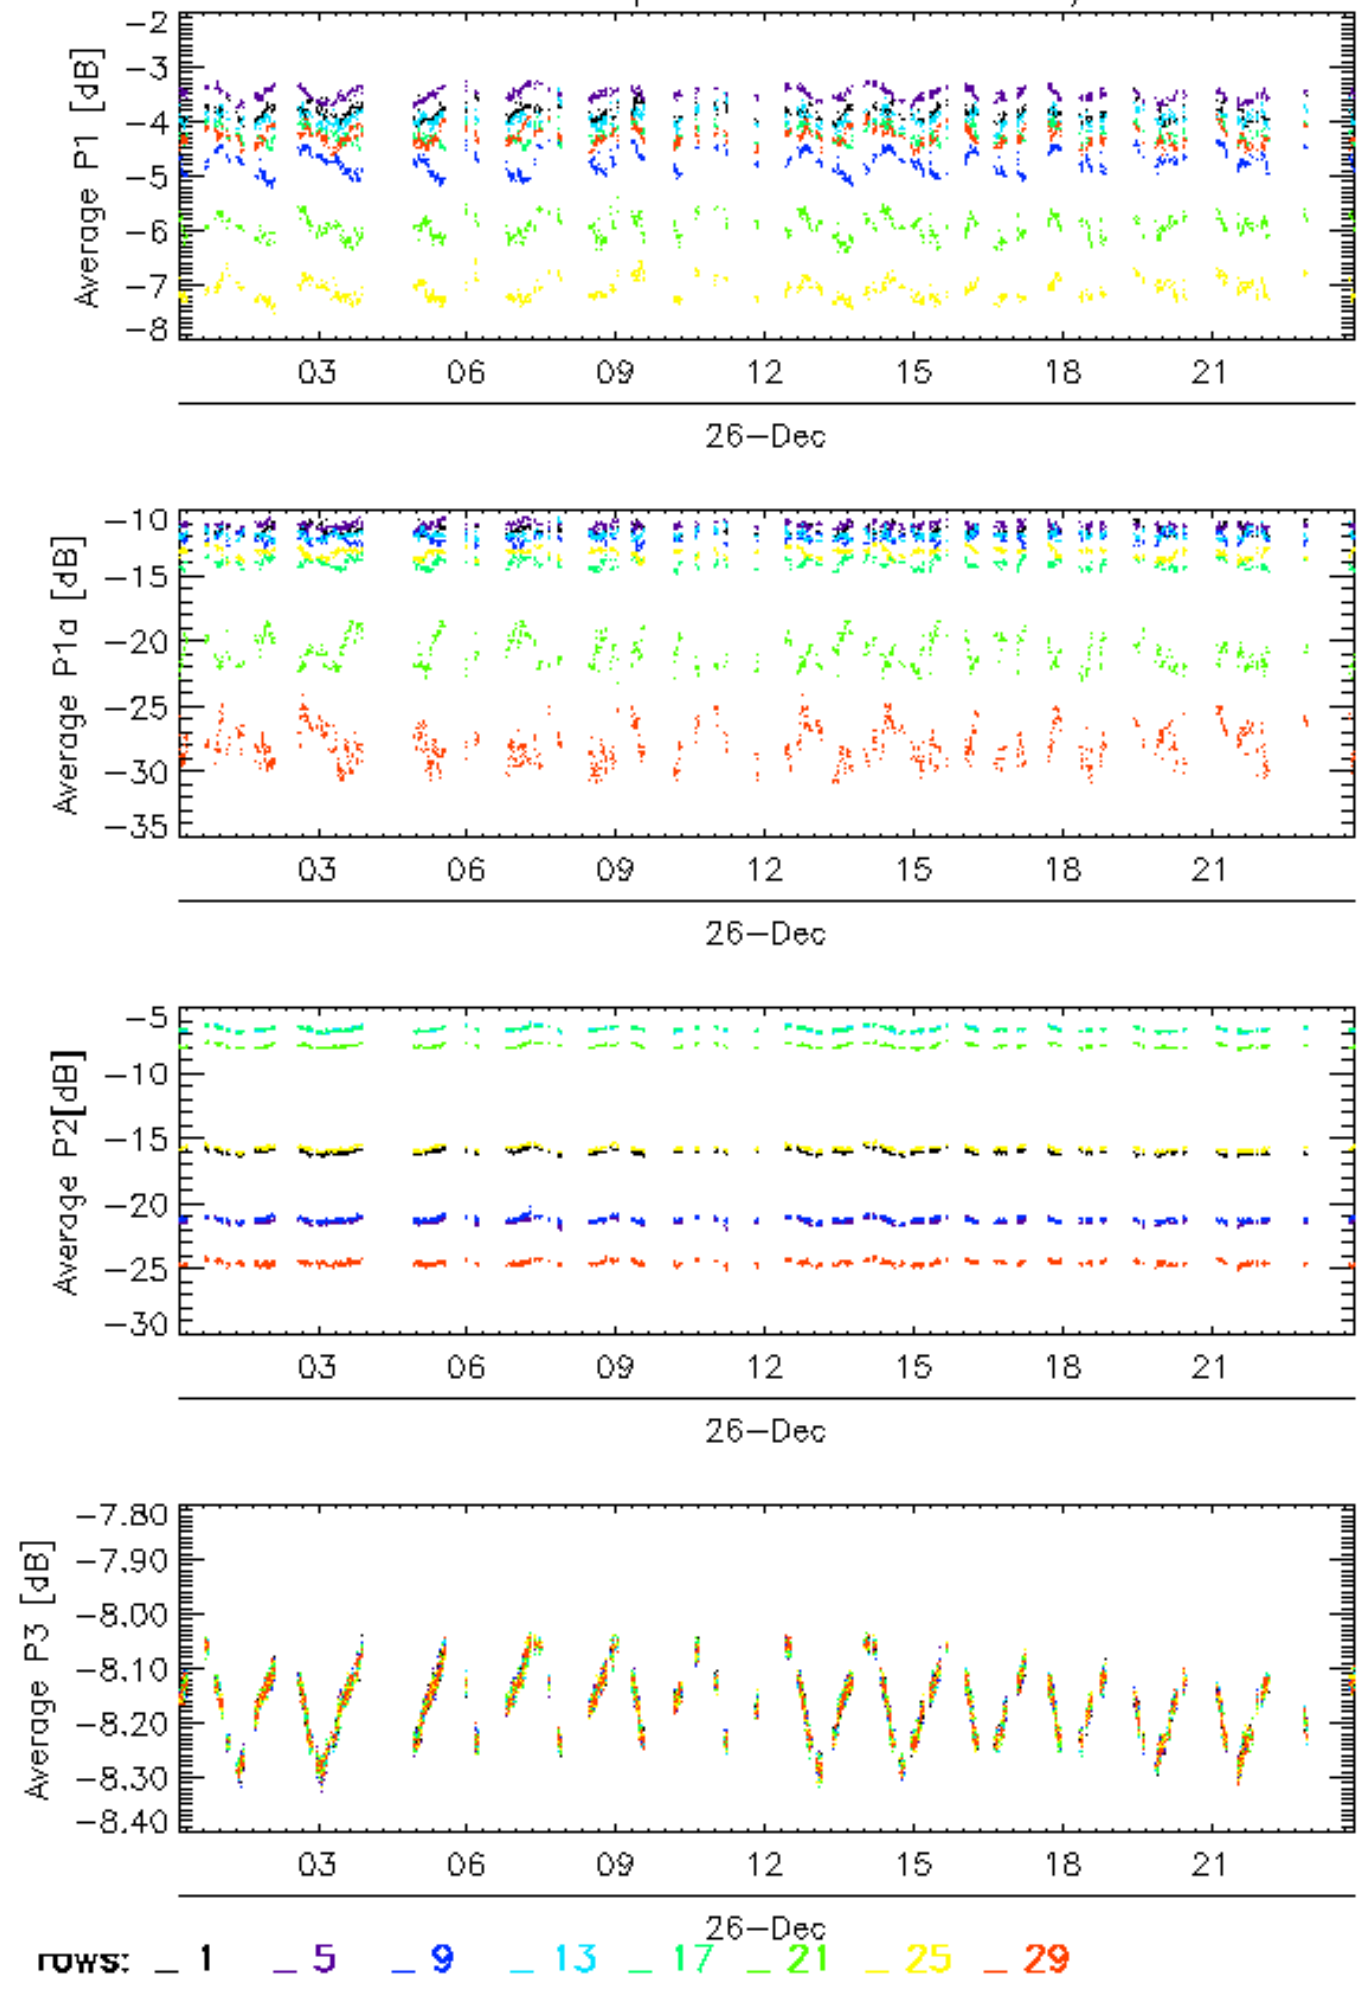 Average P1 [dB]
-2
-3
-4
-5
-6
-7
-8
03 06 09 12 15 18 21
26-Dec
Average P1a [dB]
-10
-15
-20
-25
-30
-35
03 06 09 12 15 18 21
26-Dec
Average P2[dB]
-5
-10
-15
-20
-25
-30
03 06 09 12 15 18 21
26-Dec
Average P3 [dB]
-7.80
-7.90
-8.00
-8.10
-8.20
-8.30
-8.40
03 06 09 12 15 18 21
26-Dec
rows: _ 1 _ 5 _ 9 _ 13 _ 17 _ 21 _ 25 _ 29